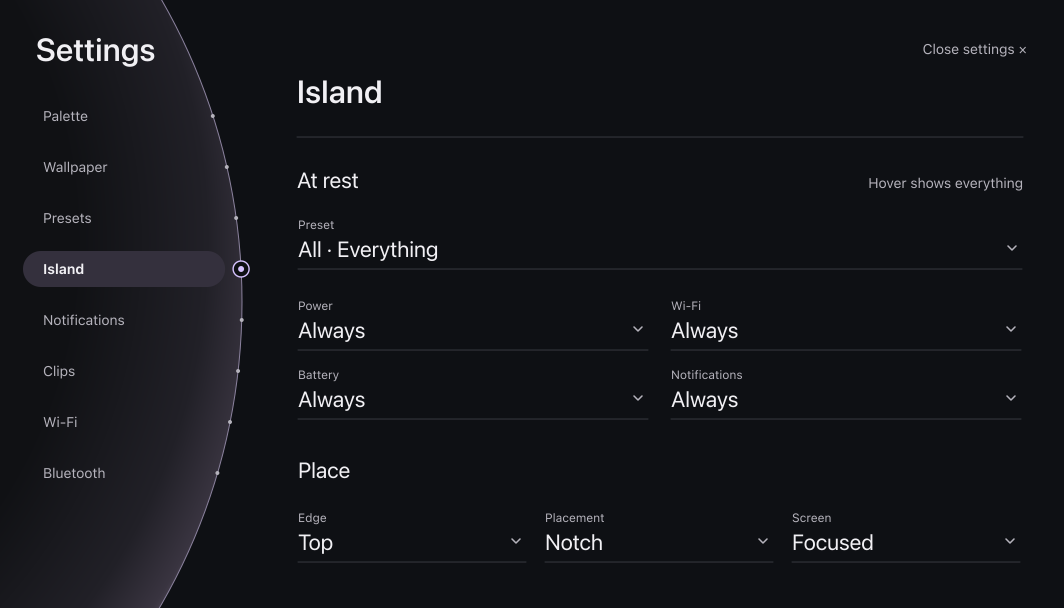 Settings
Close settings ×
Palette
Wallpaper
Presets
Island
Notifications
Clips
Wi-Fi
Bluetooth
Island
At rest
Hover shows everything
Preset
All · Everything
Power
Always
Wi-Fi
Always
Battery
Always
Notifications
Always
Place
Edge
Top
Placement
Notch
Screen
Focused